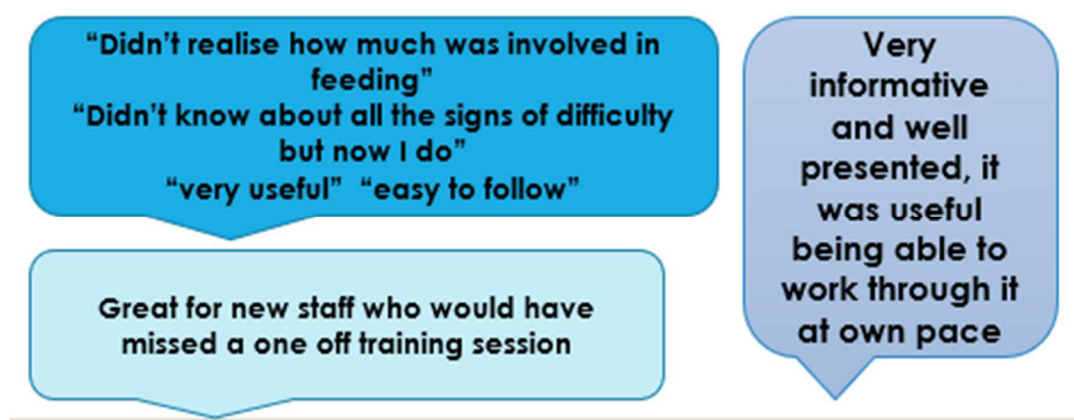 “Didn’t realise how much was involved in
feeding”
“Didn’t know about all the signs of difficulty
but now I do”
“very useful”  “easy to follow”
Great for new staff who would have
missed a one off training session
Very
informative
and well
presented, it
was useful
being able to
work through it
at own pace